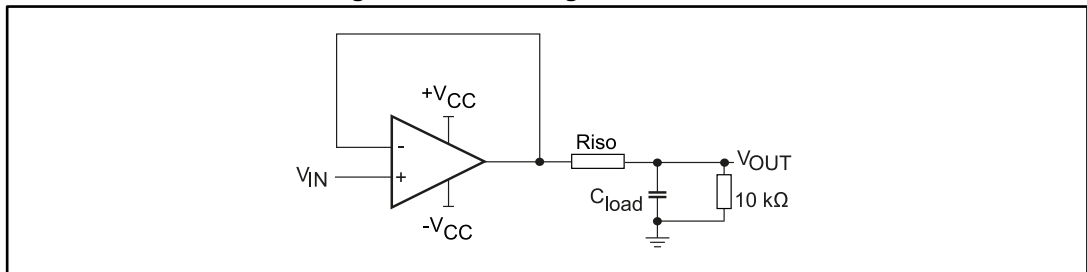 +VCC
-
VIN
+
-VCC
Riso
VOUT
Cload
10 kΩ